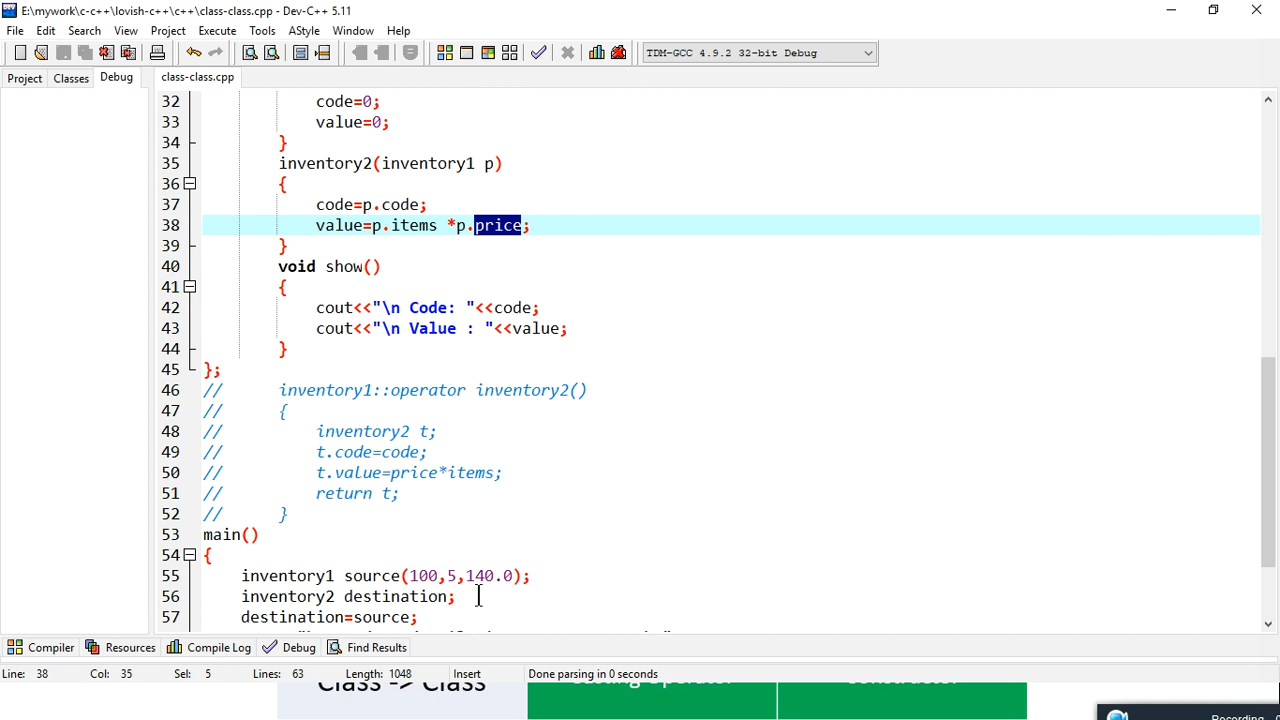 E:\mywork\c-c++\lovish-c++\c++\class-class.cpp - Dev-C++ 5.11
File Edit Search View Project Execute Tools AStyle Window Help
TDM-GCC 4.9.2 32-bit Debug
Project Classes Debug class-class.cpp
32 code=0;
33 value=0;
34 }
35 inventory2(inventory1 p)
36 {
37 code=p.code;
38 value=p.items *p.price;
39 }
40 void show()
41 {
42 cout<<"\n Code: "<<code;
43 cout<<"\n Value : "<<value;
44 }
45 };
46 // inventory1::operator inventory2()
47 // {
48 // inventory2 t;
49 // t.code=code;
50 // t.value=price*items;
51 // return t;
52 // }
53 main()
54 {
55 inventory1 source(100,5,140.0);
56 inventory2 destination;
57 destination=source;
Compiler Resources Compile Log Debug Find Results
Line: 38 Col: 35 Sel: 5 Lines: 63 Length: 1048 Insert Done parsing in 0 seconds
Class -> Class